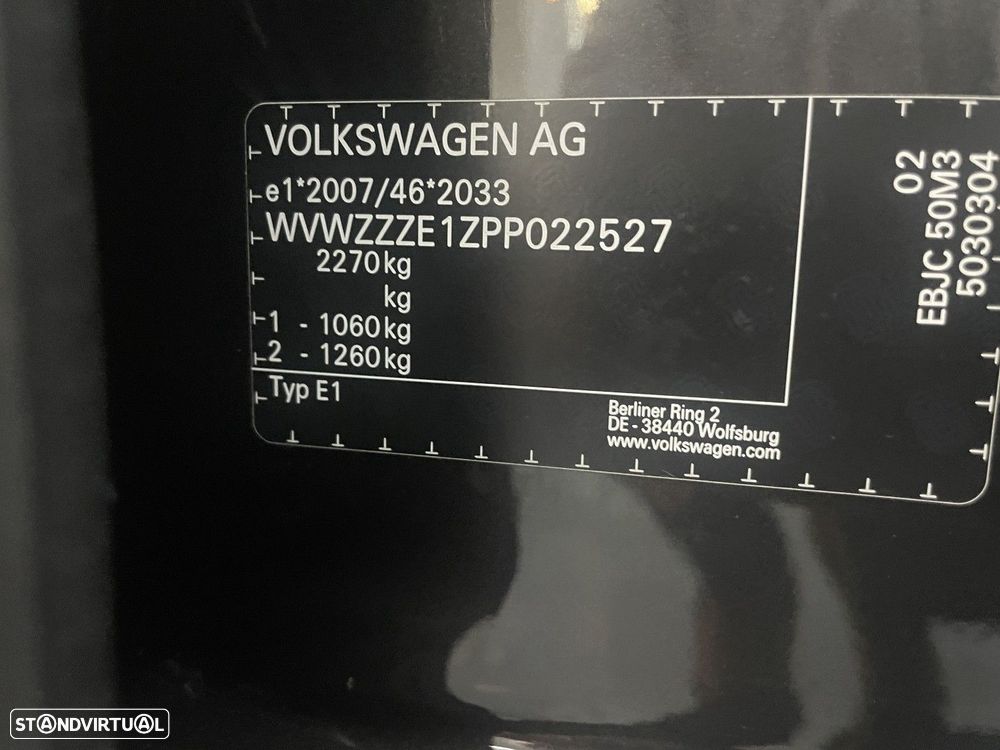 VOLKSWAGEN AG
e1*2007/46*2033
WVWZZZE1ZPP022527
2270kg
kg
1 - 1060kg
2 - 1260kg
Typ E1
Berliner Ring 2
DE - 38440 Wolfsburg
www.volkswagen.com
02
EBJC 50M3
5030304
STANDVIRTUAL